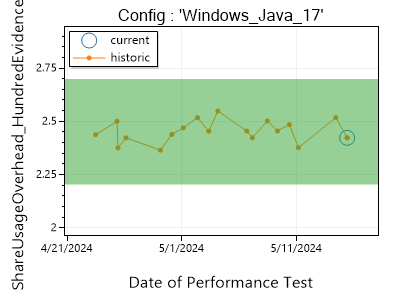 Config : 'Windows_Java_17'
current
historic
ShareUsageOverhead_HundredEvidence
2.75
2.5
2.25
2
4/21/2024
5/1/2024
5/11/2024
Date of Performance Test